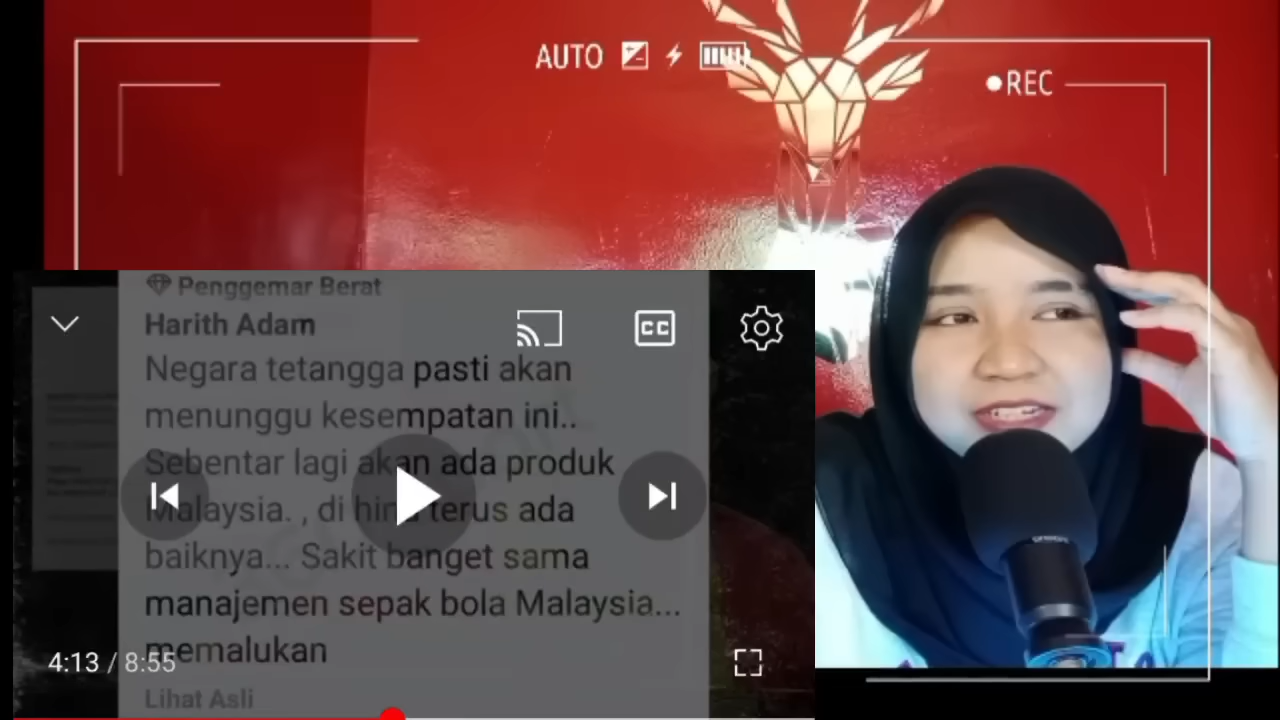 AUTO
REC
Penggemar Berat
Harith Adam
CC
Negara tetangga pasti akan
menunggu kesempatan ini..
Sebentar lagi akan ada produk
Malaysia. , di hina terus ada
baiknya... Sakit banget sama
manajemen sepak bola Malaysia...
memalukan
4:13 / 8:55
Lihat Asli